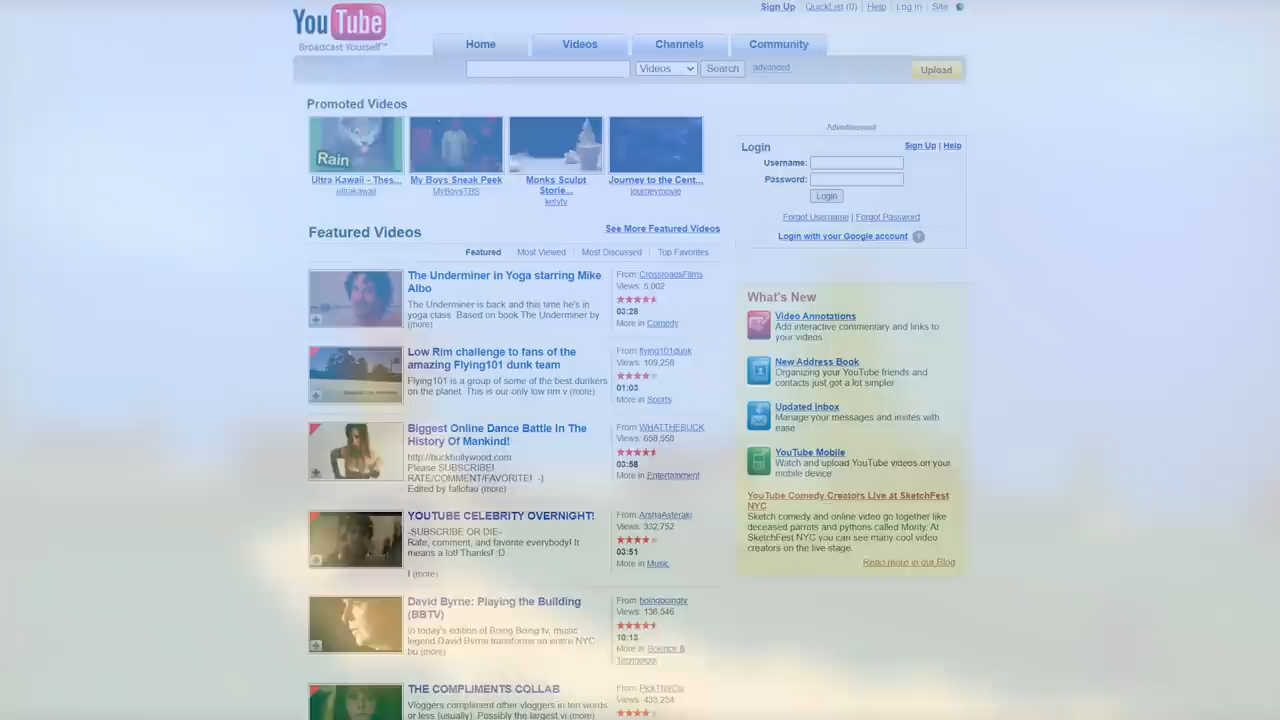 YouTube
Broadcast Yourself™
Sign Up | QuickList (0) | Help | Log In | Site
Home
Videos
Channels
Community
Videos
Search
advanced
Upload
Promoted Videos
Rain
Ultra Kawaii - Thes...
ultrakawaii
My Boys Sneak Peek
MyBoysTBS
Monks Sculpt
Storie...
ketvtv
Journey to the Cent...
journeymovie
Advertisement
Login
Sign Up | Help
Username:
Password:
Login
Forgot Username | Forgot Password
Login with your Google account ?
Featured Videos
See More Featured Videos
Featured | Most Viewed | Most Discussed | Top Favorites
The Underminer in Yoga starring Mike
Albo
The Underminer is back and this time he's in
yoga class. Based on book The Underminer by
(more)
From: CrossroadsFilms
Views: 5,002
03:28
More in Comedy
Low Rim challenge to fans of the
amazing Flying101 dunk team
Flying101 is a group of some of the best dunkers
on the planet. This is our only low rim v (more)
From: flying101dunk
Views: 109,258
01:03
More in Sports
Biggest Online Dance Battle In The
History Of Mankind!
http://buckhollywood.com
Please SUBSCRIBE!
RATE/COMMENT/FAVORITE! :-)
Edited by fallofau (more)
From: WHATTHEBUCK
Views: 658,558
03:58
More in Entertainment
YOUTUBE CELEBRITY OVERNIGHT!
-SUBSCRIBE OR DIE-
Rate, comment, and favorite everybody! It
means a lot! Thanks! :D
I (more)
From: ArshaAsteraki
Views: 332,752
03:51
More in Music
David Byrne: Playing the Building
(BBTV)
In today's edition of Boing Boing tv, music
legend David Byrne transforms an entire NYC
bu (more)
From: boingboingtv
Views: 136,546
10:13
More in Science &
Technology
THE COMPLIMENTS COLLAB
Vloggers compliment other vloggers in ten words
or less (usually). Possibly the largest vi (more)
Views: 433,234
What's New
Video Annotations
Add interactive commentary and links to
your videos
New Address Book
Organizing your YouTube friends and
contacts just got a lot simpler
Updated Inbox
Manage your messages and invites with
ease
YouTube Mobile
Watch and upload YouTube videos on your
mobile device
YouTube Comedy Creators Live at SketchFest
NYC
Sketch comedy and online video go together like
deceased parrots and pythons called Monty. At
SketchFest NYC you can see many cool video
creators on the live stage.
Read more in our Blog